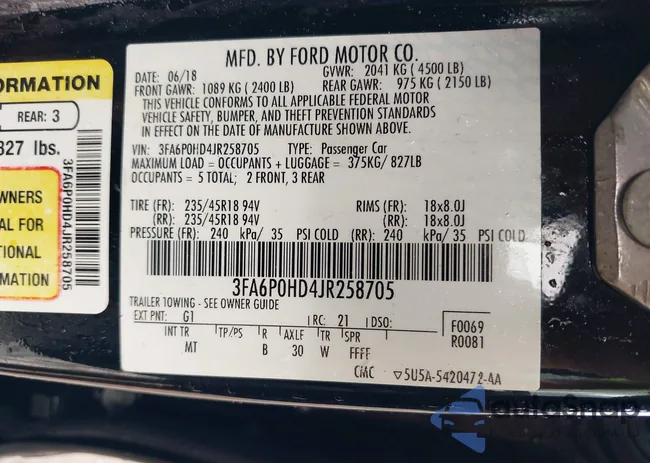 ORMATION
REAR: 3
827 lbs.
3FA6P0HD4JR258705
WNERS
AL FOR
TIONAL
MATION
MFD. BY FORD MOTOR CO.
DATE: 06/18 GVWR: 2041 KG ( 4500 LB)
FRONT GAWR: 1089 KG ( 2400 LB) REAR GAWR: 975 KG ( 2150 LB)
THIS VEHICLE CONFORMS TO ALL APPLICABLE FEDERAL MOTOR
VEHICLE SAFETY, BUMPER, AND THEFT PREVENTION STANDARDS
IN EFFECT ON THE DATE OF MANUFACTURE SHOWN ABOVE.
VIN: 3FA6P0HD4JR258705 TYPE: Passenger Car
MAXIMUM LOAD = OCCUPANTS + LUGGAGE = 375KG/ 827LB
OCCUPANTS = 5 TOTAL; 2 FRONT, 3 REAR
TIRE (FR): 235/45R18 94V RIMS (FR): 18x8.0J
(RR): 235/45R18 94V (RR): 18x8.0J
PRESSURE (FR): 240 kPa/ 35 PSI COLD (RR): 240 kPa/ 35 PSI COLD
3FA6P0HD4JR258705
TRAILER TOWING - SEE OWNER GUIDE
EXT PNT: G1 RC: 21 DSO: F0069
INT TR TP/PS R AXLE TR SPR R0081
MT B 30 W FFFF
CMC ▽5U5A-5420472-AA
AutoSnap